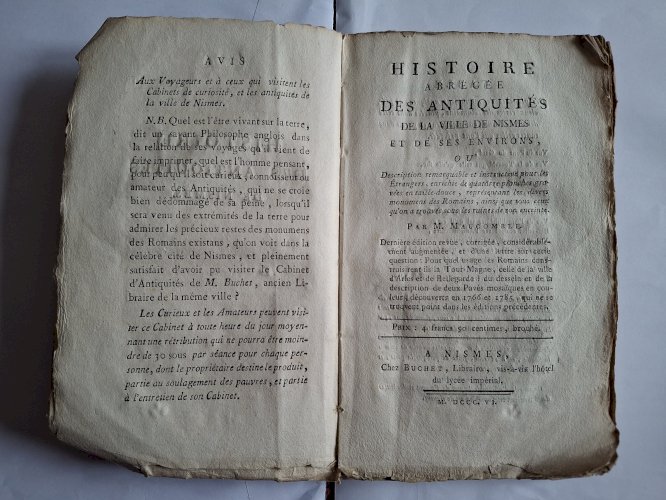 AVIS
Aux Voyageurs et à ceux qui visitent les
Cabinets de curiosité, et les antiquités de
la ville de Nismes.
N.B. Quel est l'être vivant sur la terre,
dit un savant Philosophe anglois dans
la relation de ses voyages qu'il vient de
faire imprimer, quel est l'homme pensant,
pour peu qu'il soit curieux, connoisseur ou
amateur des Antiquités, qui ne se croie
bien dédommagé de sa peine, lorsqu'il
sera venu des extrémités de la terre pour
admirer les précieux restes des monumens
des Romains existans, qu'on voit dans la
célèbre cité de Nismes, et pleinement
satisfait d'avoir pu visiter le Cabinet
d'Antiquités de M. Buchet, ancien Li-
braire de la même ville ?
Les Curieux et les Amateurs peuvent visi-
ter ce Cabinet à toute heure du jour moyen-
nant une rétribution qui ne pourra être moin-
dre de 30 sous par séance pour chaque per-
sonne, dont le propriétaire destine le produit,
partie au soulagement des pauvres, et partie
à l'entretien de son Cabinet.
HISTOIRE
ABRÉGÉE
DES ANTIQUITÉS
DE LA VILLE DE NISMES
ET DE SES ENVIRONS,
OU
Description remarquable et instructive pour les
Étrangers, enrichie de quatorze planches gra-
vées en taille-douce, représentant les divers
monumens des Romains, ainsi que tous ceux
qu'on a trouvés sous les ruines de son enceinte.
PAR M. MAUCOMBLE.
Dernière édition revue, corrigée, considérable-
ment augmentée, et d'une lettre sur cette
question : Pour quel usage les Romains cons-
truisirent-ils la Tour-Magne, celle de la ville
d'Arles et de Bellegarde ? du dessein et de la
description de deux Pavés mosaïques en cou-
leurs, découverts en 1766 et 1785, qui ne se
trouvent point dans les éditions précédentes.
PRIX : 4 francs 50 centimes, broché.
A NISMES,
Chez BUCHET, Libraire, vis-à-vis l'hôtel
du lycée impérial.
M. DCCC. VI.